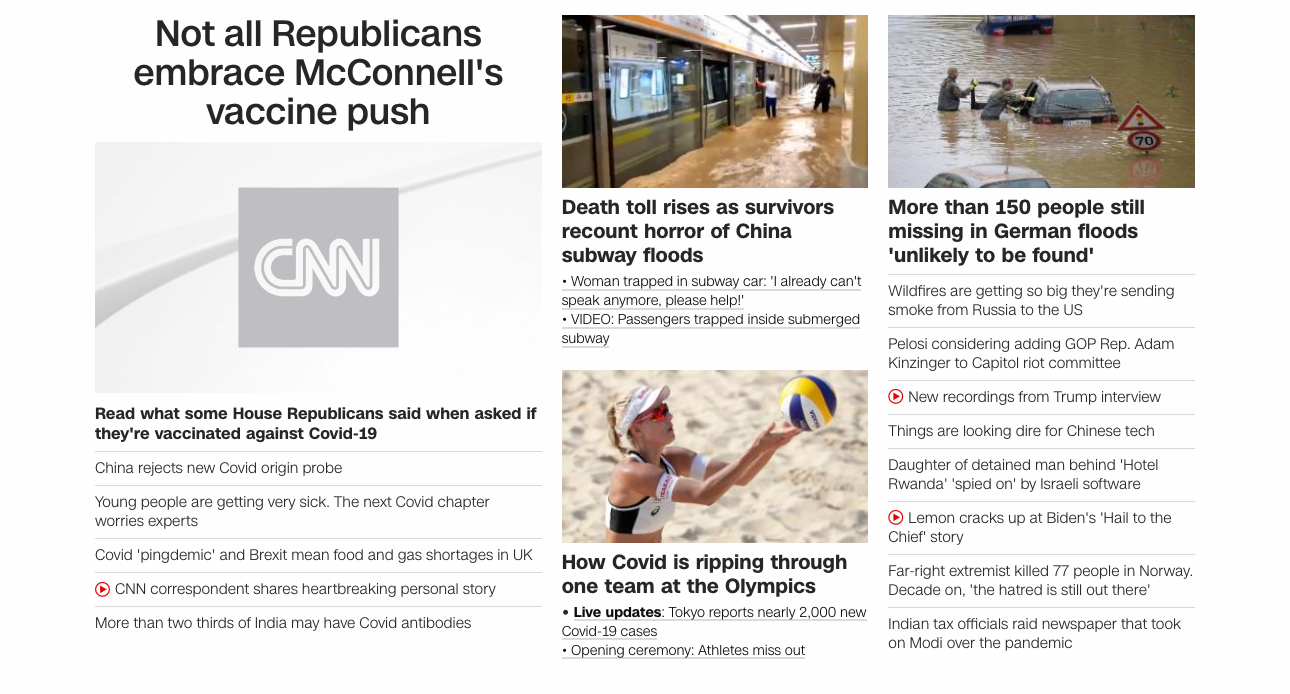 Not all Republicans
embrace McConnell's
vaccine push
CNN
Read what some House Republicans said when asked if
they're vaccinated against Covid-19
China rejects new Covid origin probe
Young people are getting very sick. The next Covid chapter
worries experts
Covid 'pingdemic' and Brexit mean food and gas shortages in UK
CNN correspondent shares heartbreaking personal story
More than two thirds of India may have Covid antibodies
Death toll rises as survivors
recount horror of China
subway floods
• Woman trapped in subway car: 'I already can't
speak anymore, please help!'
• VIDEO: Passengers trapped inside submerged
subway
How Covid is ripping through
one team at the Olympics
• Live updates: Tokyo reports nearly 2,000 new
Covid-19 cases
• Opening ceremony: Athletes miss out
70
More than 150 people still
missing in German floods
'unlikely to be found'
Wildfires are getting so big they're sending
smoke from Russia to the US
Pelosi considering adding GOP Rep. Adam
Kinzinger to Capitol riot committee
New recordings from Trump interview
Things are looking dire for Chinese tech
Daughter of detained man behind 'Hotel
Rwanda' 'spied on' by Israeli software
Lemon cracks up at Biden's 'Hail to the
Chief' story
Far-right extremist killed 77 people in Norway.
Decade on, 'the hatred is still out there'
Indian tax officials raid newspaper that took
on Modi over the pandemic